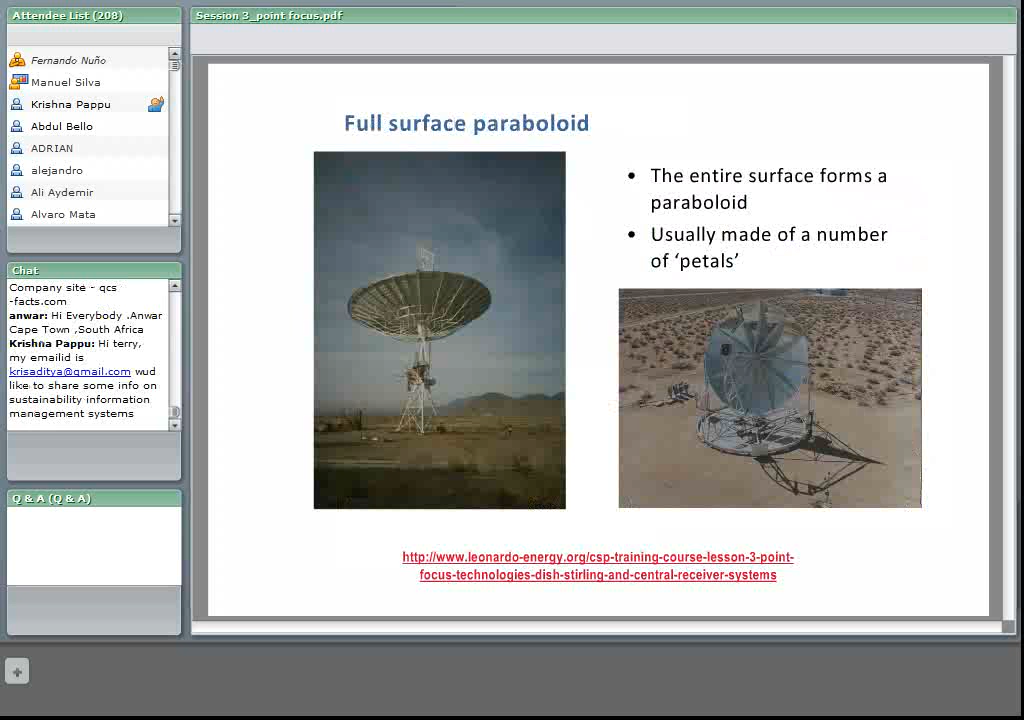 Attendee List (208)
Fernando Nuño
Manuel Silva
Krishna Pappu
Abdul Bello
ADRIAN
alejandro
Ali Aydemir
Alvaro Mata
Chat
Company site - qcs
-facts.com
anwar: Hi Everybody .Anwar
Cape Town ,South Africa
Krishna Pappu: Hi terry,
my emailid is
krisaditya@gmail.com wud
like to share some info on
sustainability information
management systems
Q & A (Q & A)
Session 3_point focus.pdf
Full surface paraboloid
• The entire surface forms a
paraboloid
• Usually made of a number
of ‘petals’
http://www.leonardo-energy.org/csp-training-course-lesson-3-point-
focus-technologies-dish-stirling-and-central-receiver-systems